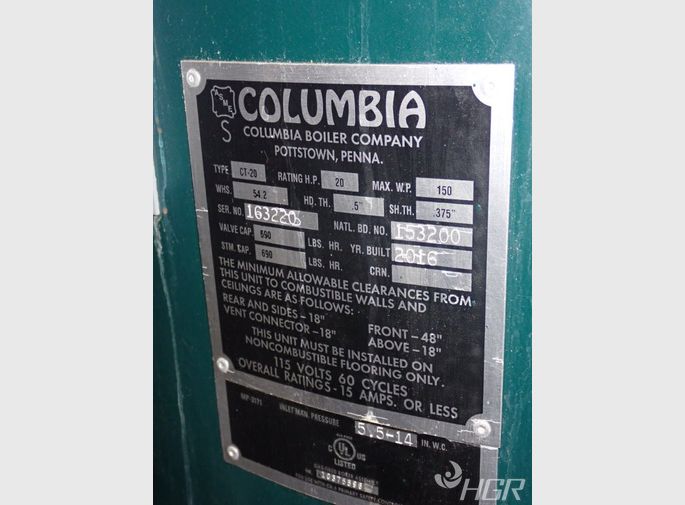 ASME
S
COLUMBIA
COLUMBIA BOILER COMPANY
POTTSTOWN, PENNA.
TYPE CT-20 RATING H.P. 20 MAX. W.P. 150
WHS. 54.2 HD. TH. .5" SH.TH. .375"
SER. NO. 163220 NATL. BD. NO. 153200
VALVE CAP. 690 LBS. HR. YR. BUILT 2016
STM. CAP. 690 LBS. HR. CRN.
THE MINIMUM ALLOWABLE CLEARANCES FROM
THIS UNIT TO COMBUSTIBLE WALLS AND
CEILINGS ARE AS FOLLOWS:
REAR AND SIDES-18" FRONT-48"
VENT CONNECTOR-18" ABOVE-18"
THIS UNIT MUST BE INSTALLED ON
NONCOMBUSTIBLE FLOORING ONLY.
115 VOLTS 60 CYCLES
OVERALL RATINGS-15 AMPS. OR LESS
MP-3171 INLET MAN. PRESSURE 5.5-14 IN. W.C.
C UL US
LISTED
HGR